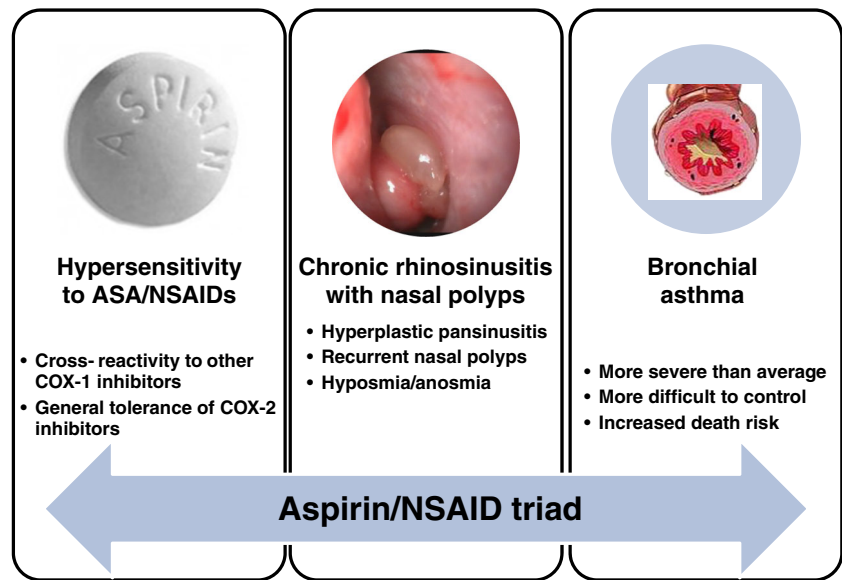 ASPIRIN
Hypersensitivity
to ASA/NSAIDs
• Cross- reactivity to other
COX-1 inhibitors
• General tolerance of COX-2
inhibitors
Chronic rhinosinusitis
with nasal polyps
• Hyperplastic pansinusitis
• Recurrent nasal polyps
• Hyposmia/anosmia
Bronchial
asthma
• More severe than average
• More difficult to control
• Increased death risk
Aspirin/NSAID triad